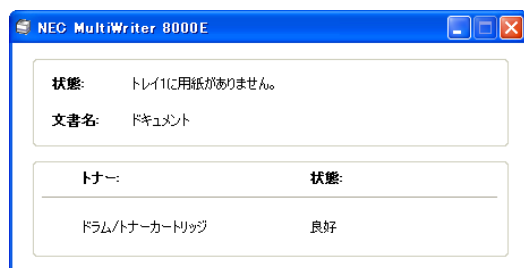 NEC MultiWriter 8000E
状態: トレイ1に用紙がありません。
文書名: ドキュメント
トナー: 状態:
ドラム/トナーカートリッジ 良好